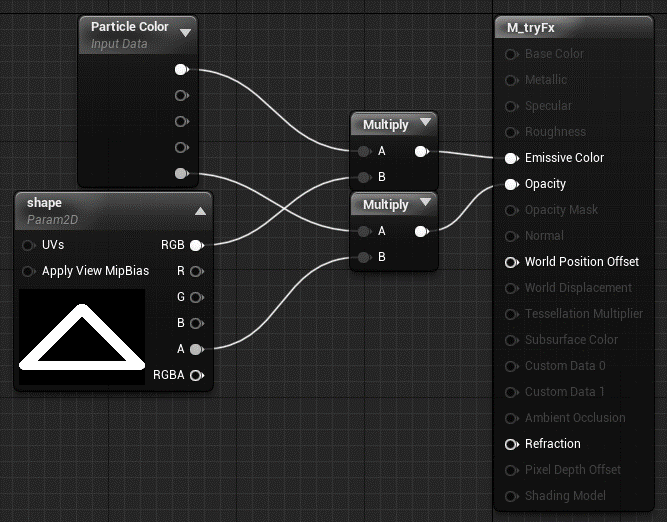 Particle Color
Input Data
shape
Param2D
UVs
RGB
Apply View MipBias
R
G
B
A
RGBA
Multiply
A
B
Multiply
A
B
M_tryFx
Base Color
Metallic
Specular
Roughness
Emissive Color
Opacity
Opacity Mask
Normal
World Position Offset
World Displacement
Tessellation Multiplier
Subsurface Color
Custom Data 0
Custom Data 1
Ambient Occlusion
Refraction
Pixel Depth Offset
Shading Model